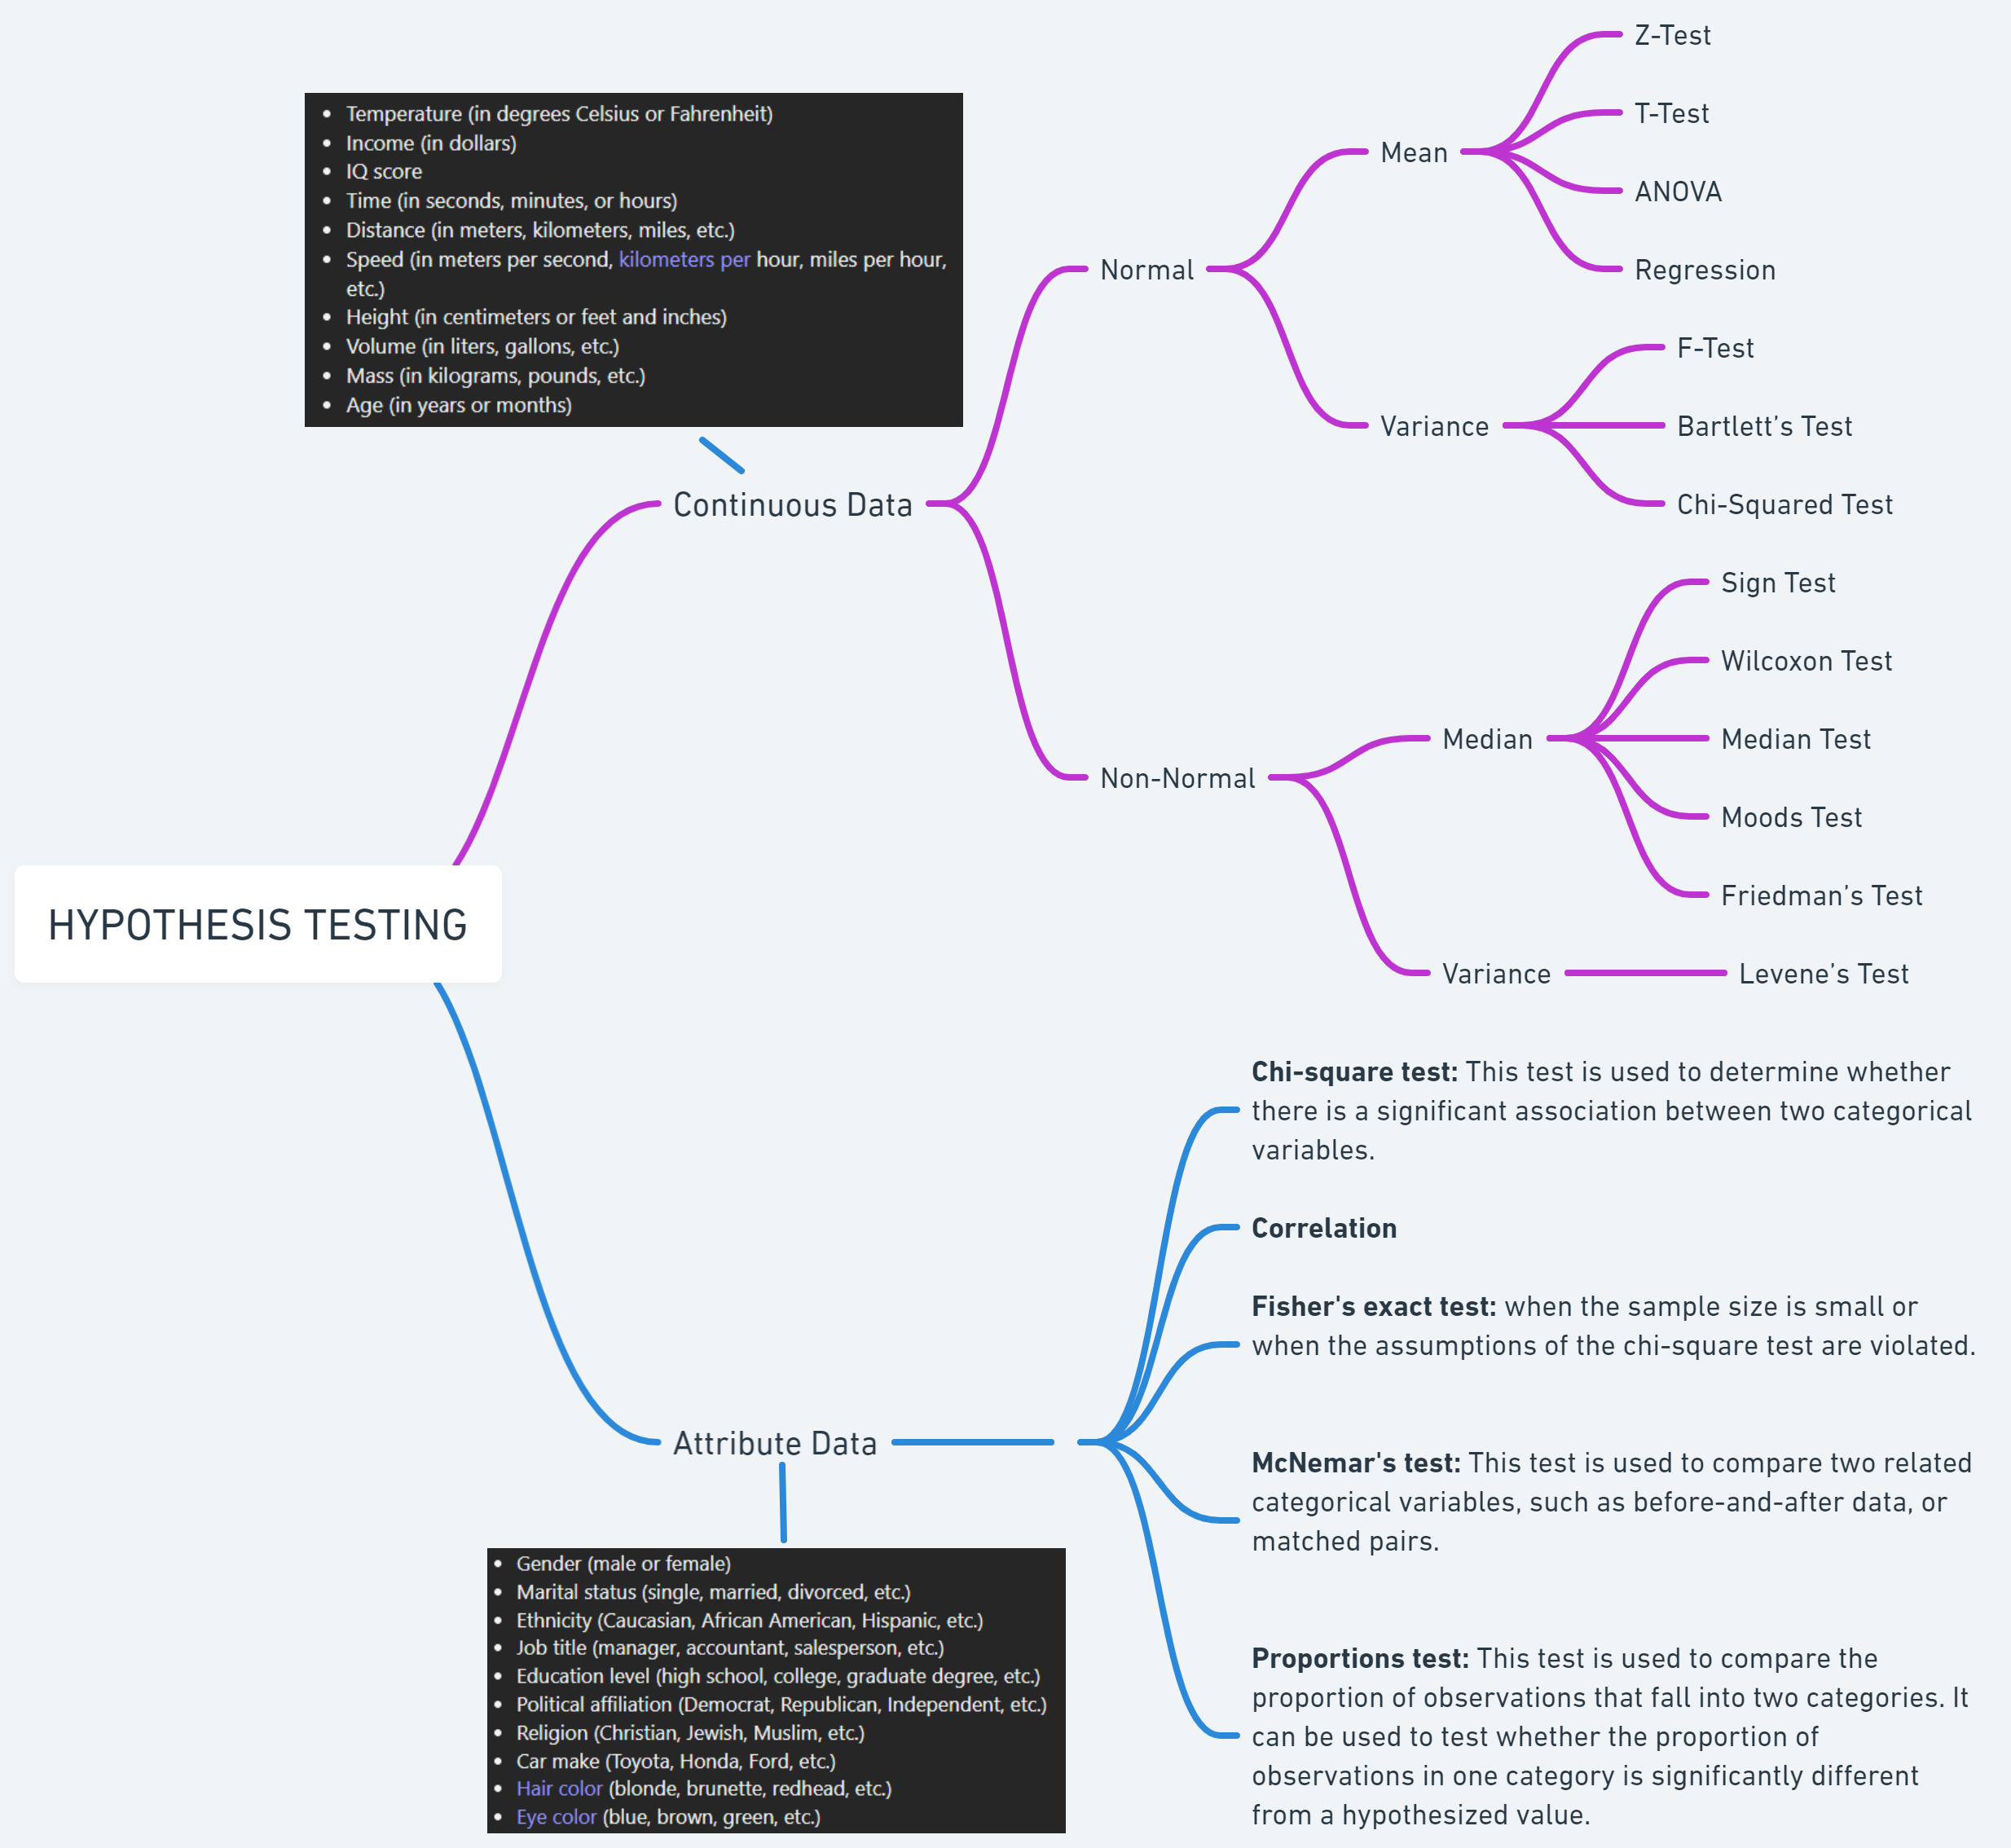 HYPOTHESIS TESTING
• Temperature (in degrees Celsius or Fahrenheit)
• Income (in dollars)
• IQ score
• Time (in seconds, minutes, or hours)
• Distance (in meters, kilometers, miles, etc.)
• Speed (in meters per second, kilometers per hour, miles per hour,
etc.)
• Height (in centimeters or feet and inches)
• Volume (in liters, gallons, etc.)
• Mass (in kilograms, pounds, etc.)
• Age (in years or months)
Continuous Data
Normal
Mean
Z-Test
T-Test
ANOVA
Regression
Variance
F-Test
Bartlett’s Test
Chi-Squared Test
Non-Normal
Median
Sign Test
Wilcoxon Test
Median Test
Moods Test
Friedman’s Test
Variance
Levene’s Test
Attribute Data
• Gender (male or female)
• Marital status (single, married, divorced, etc.)
• Ethnicity (Caucasian, African American, Hispanic, etc.)
• Job title (manager, accountant, salesperson, etc.)
• Education level (high school, college, graduate degree, etc.)
• Political affiliation (Democrat, Republican, Independent, etc.)
• Religion (Christian, Jewish, Muslim, etc.)
• Car make (Toyota, Honda, Ford, etc.)
• Hair color (blonde, brunette, redhead, etc.)
• Eye color (blue, brown, green, etc.)
Chi-square test: This test is used to determine whether
there is a significant association between two categorical
variables.
Correlation
Fisher's exact test: when the sample size is small or
when the assumptions of the chi-square test are violated.
McNemar's test: This test is used to compare two related
categorical variables, such as before-and-after data, or
matched pairs.
Proportions test: This test is used to compare the
proportion of observations that fall into two categories. It
can be used to test whether the proportion of
observations in one category is significantly different
from a hypothesized value.